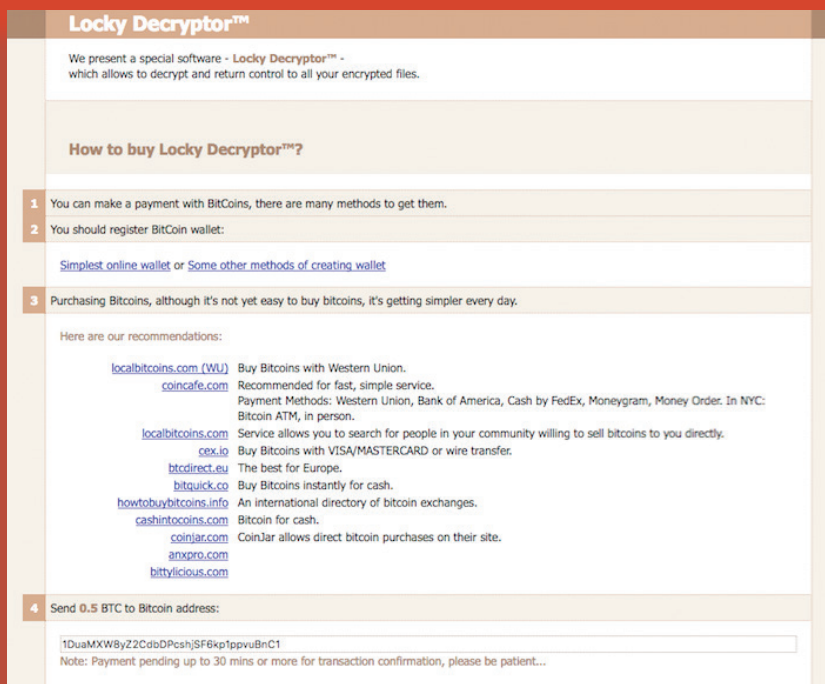 Locky Decryptor™
We present a special software - Locky Decryptor™ -
which allows to decrypt and return control to all your encrypted files.
How to buy Locky Decryptor™?
1 You can make a payment with BitCoins, there are many methods to get them.
2 You should register BitCoin wallet:
Simplest online wallet or Some other methods of creating wallet
3 Purchasing Bitcoins, although it's not yet easy to buy bitcoins, it's getting simpler every day.
Here are our recommendations:
localbitcoins.com (WU) Buy Bitcoins with Western Union.
coincafe.com Recommended for fast, simple service.
Payment Methods: Western Union, Bank of America, Cash by FedEx, Moneygram, Money Order. In NYC:
Bitcoin ATM, in person.
localbitcoins.com Service allows you to search for people in your community willing to sell bitcoins to you directly.
cex.io Buy Bitcoins with VISA/MASTERCARD or wire transfer.
btcdirect.eu The best for Europe.
bitquick.co Buy Bitcoins instantly for cash.
howtobuybitcoins.info An international directory of bitcoin exchanges.
cashintocoins.com Bitcoin for cash.
coinjar.com CoinJar allows direct bitcoin purchases on their site.
anxpro.com
bittylicious.com
4 Send 0.5 BTC to Bitcoin address:
1DuaMXW8yZ2CdbDPcshjSF6kp1ppvuBnC1
Note: Payment pending up to 30 mins or more for transaction confirmation, please be patient...